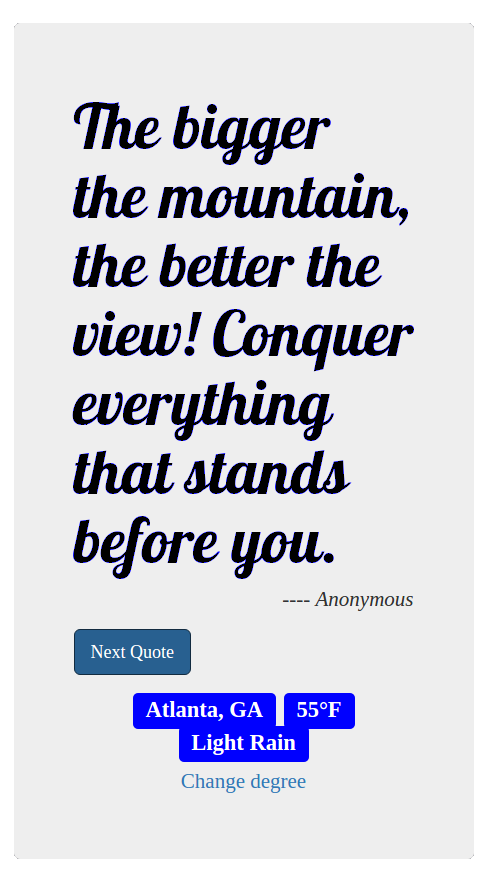 The bigger
the mountain,
the better the
view! Conquer
everything
that stands
before you.
---- Anonymous
Next Quote
Atlanta, GA 55°F
Light Rain
Change degree